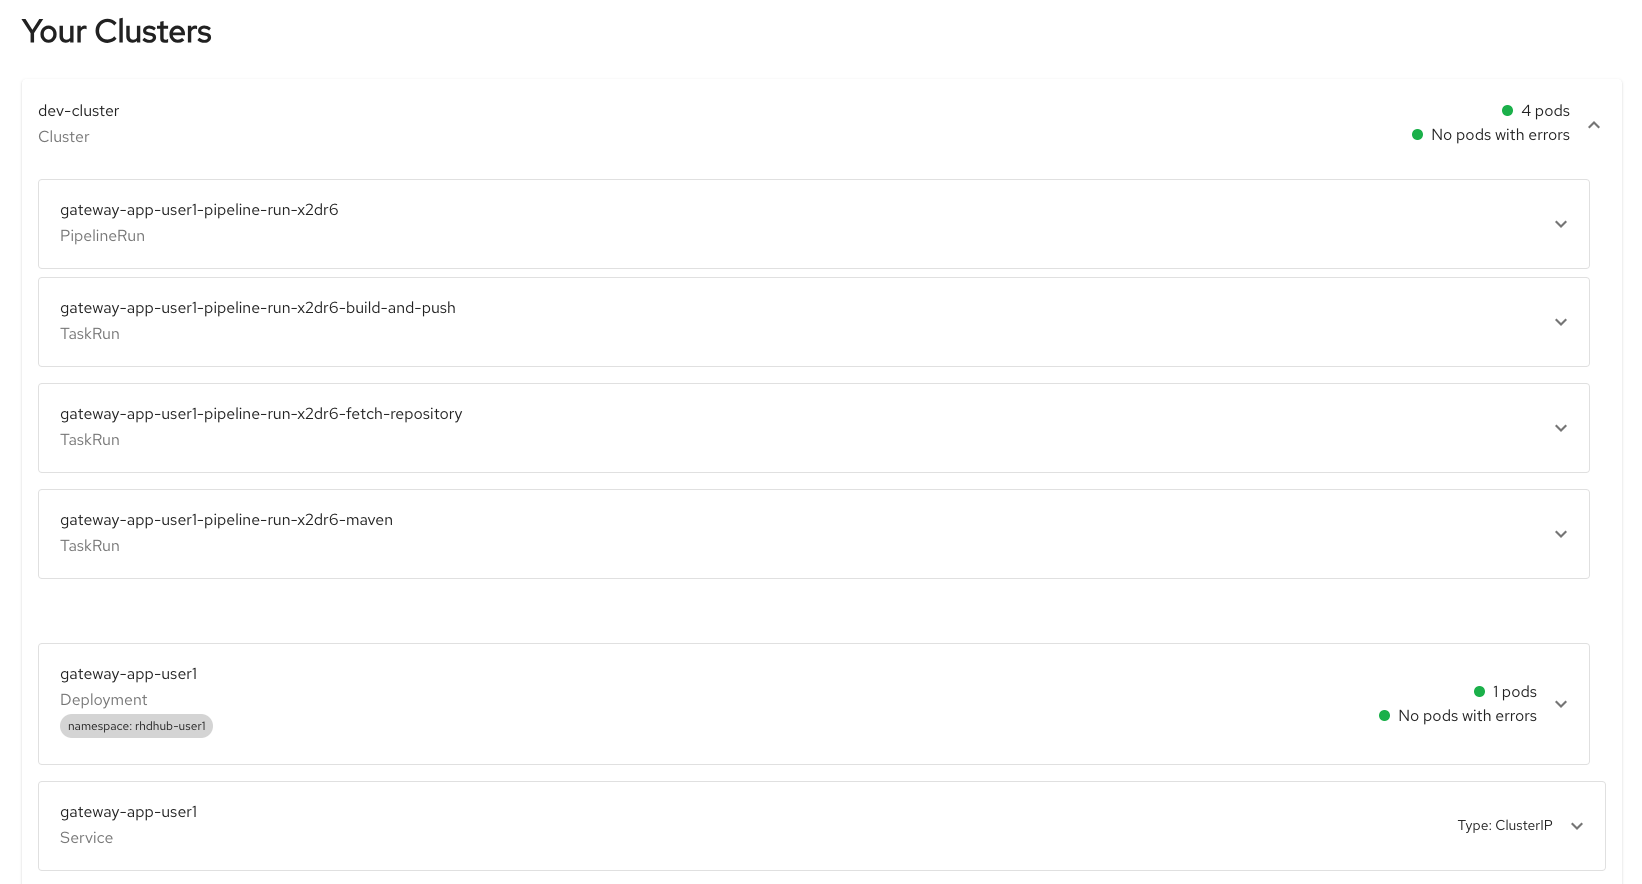 Your Clusters
dev-cluster
Cluster
4 pods
No pods with errors
gateway-app-user1-pipeline-run-x2dr6
PipelineRun
gateway-app-user1-pipeline-run-x2dr6-build-and-push
TaskRun
gateway-app-user1-pipeline-run-x2dr6-fetch-repository
TaskRun
gateway-app-user1-pipeline-run-x2dr6-maven
TaskRun
gateway-app-user1
Deployment
namespace: rhdhub-user1
1 pods
No pods with errors
gateway-app-user1
Service
Type: ClusterIP